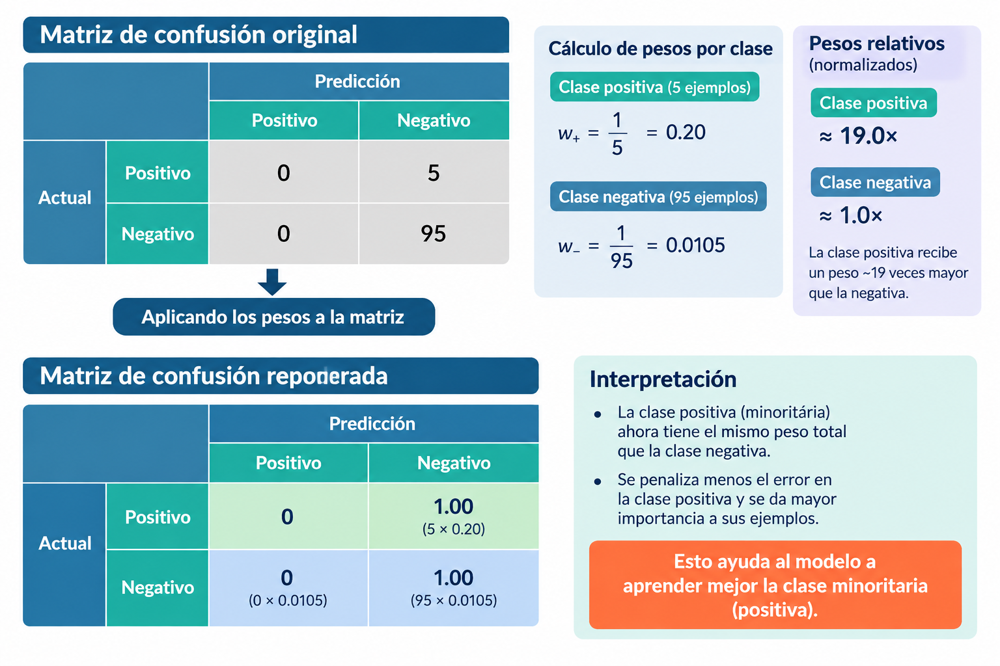 Matriz de confusión original
Predicción
Positivo Negativo
Actual
Positivo 0 5
Negativo 0 95
Aplicando los pesos a la matriz
Cálculo de pesos por clase
Clase positiva (5 ejemplos)
w₊ = 1/5 = 0.20
Clase negativa (95 ejemplos)
w₋ = 1/95 = 0.0105
Pesos relativos
(normalizados)
Clase positiva
≈ 19.0×
Clase negativa
≈ 1.0×
La clase positiva recibe
un peso ~19 veces mayor
que la negativa.
Matriz de confusión
Predicción
Positivo Negativo
Actual
Positivo 0 1.00
(5 × 0.20)
Negativo 0 1.00
(0 × 0.0105) (95 × 0.0105)
Interpretación
• La clase positiva (minoritária)
ahora tiene el mismo peso total
que la clase negativa.
• Se penaliza menos el error en
la clase positiva y se da mayor
importancia a sus ejemplos.
Esto ayuda al modelo a
aprender mejor la clase minoritaria
(positiva).